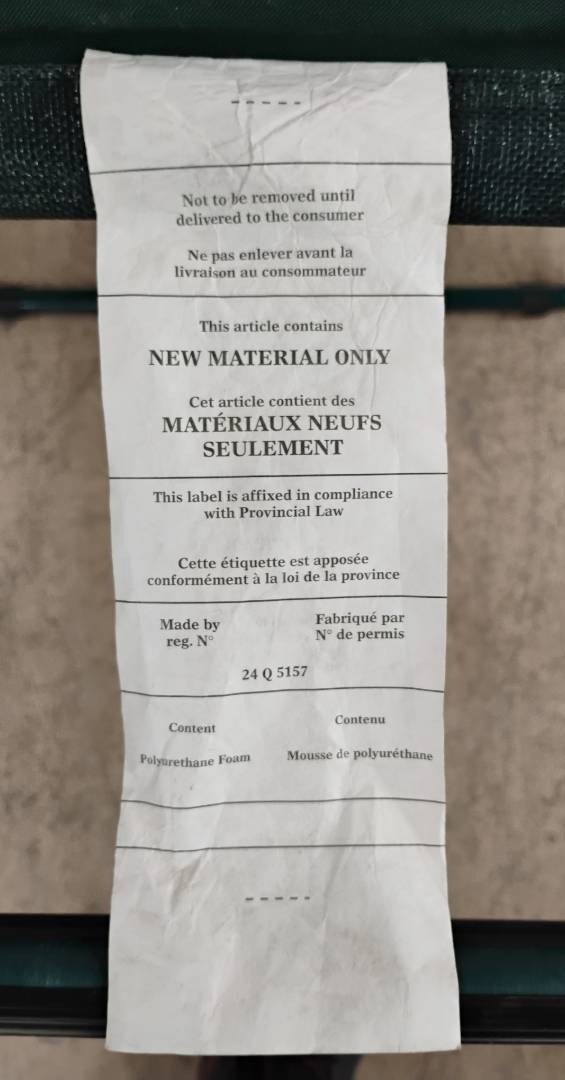 Not to be removed until
delivered to the consumer
Ne pas enlever avant la
livraison au consommateur
This article contains
NEW MATERIAL ONLY
Cet article contient des
MATÉRIAUX NEUFS
SEULEMENT
This label is affixed in compliance
with Provincial Law
Cette étiquette est apposée
conformément à la loi de la province
Made by
reg. N°
Fabriqué par
N° de permis
24 Q 5157
Content
Contenu
Polyurethane Foam
Mousse de polyuréthane